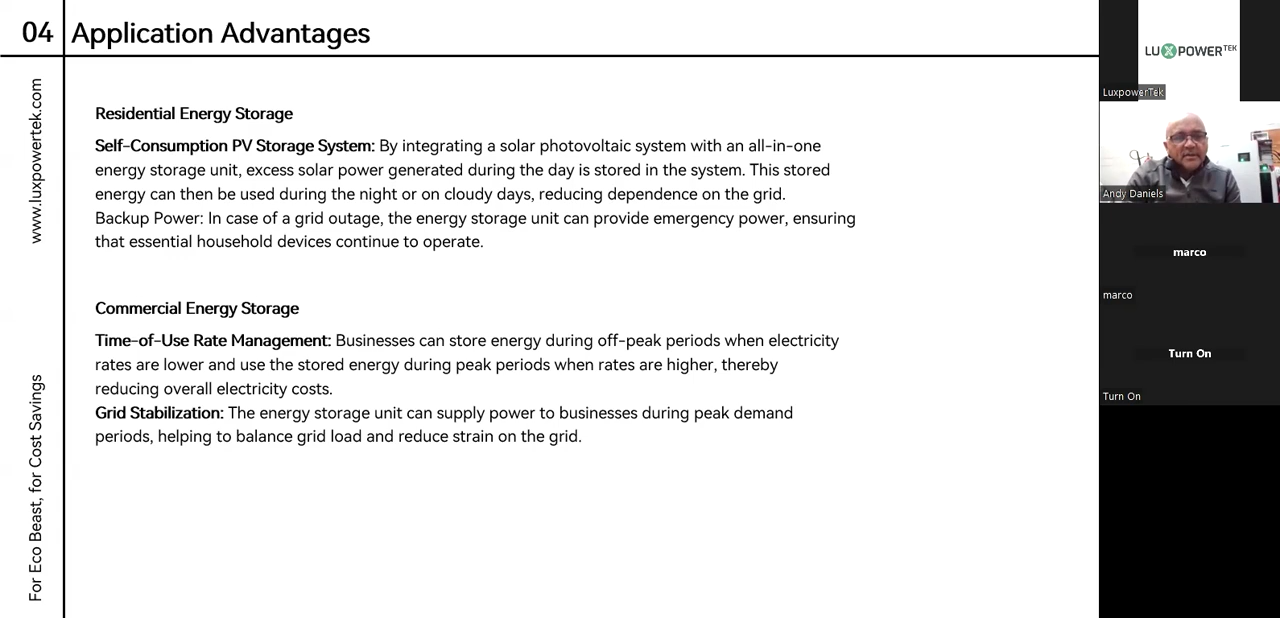 04 Application Advantages
www.luxpowertek.com
For Eco Beast, for Cost Savings
Residential Energy Storage
Self-Consumption PV Storage System: By integrating a solar photovoltaic system with an all-in-one
energy storage unit, excess solar power generated during the day is stored in the system. This stored
energy can then be used during the night or on cloudy days, reducing dependence on the grid.
Backup Power: In case of a grid outage, the energy storage unit can provide emergency power, ensuring
that essential household devices continue to operate.
Commercial Energy Storage
Time-of-Use Rate Management: Businesses can store energy during off-peak periods when electricity
rates are lower and use the stored energy during peak periods when rates are higher, thereby
reducing overall electricity costs.
Grid Stabilization: The energy storage unit can supply power to businesses during peak demand
periods, helping to balance grid load and reduce strain on the grid.
LUXPOWERTEK
LuxpowerTek
Andy Daniels
marco
marco
Turn On
Turn On